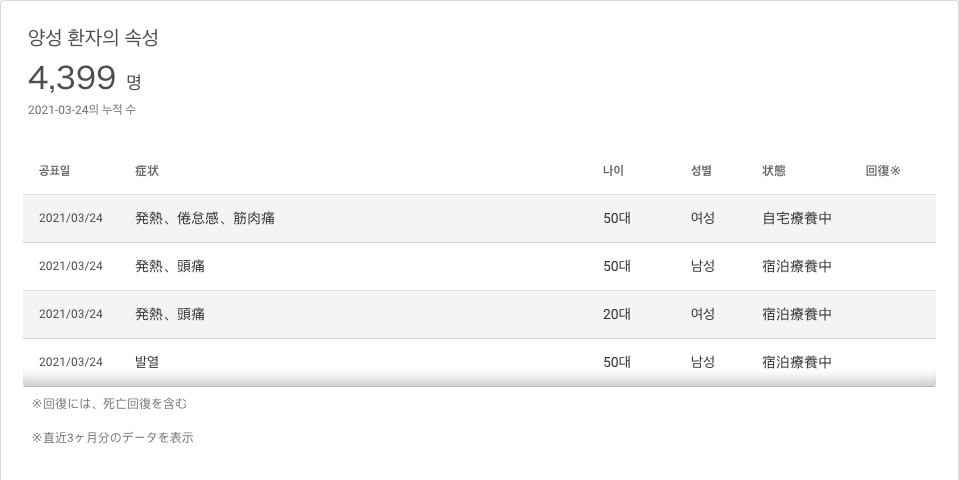 양성 환자의 속성
4,399 명
2021-03-24의 누적 수
공표일 症状 나이 성별 状態 回復※
2021/03/24 発熱、倦怠感、筋肉痛 50대 여성 自宅療養中
2021/03/24 発熱、頭痛 50대 남성 宿泊療養中
2021/03/24 発熱、頭痛 20대 여성 宿泊療養中
2021/03/24 발열 50대 남성 宿泊療養中
※回復には、死亡回復を含む
※直近3ヶ月分のデータを表示